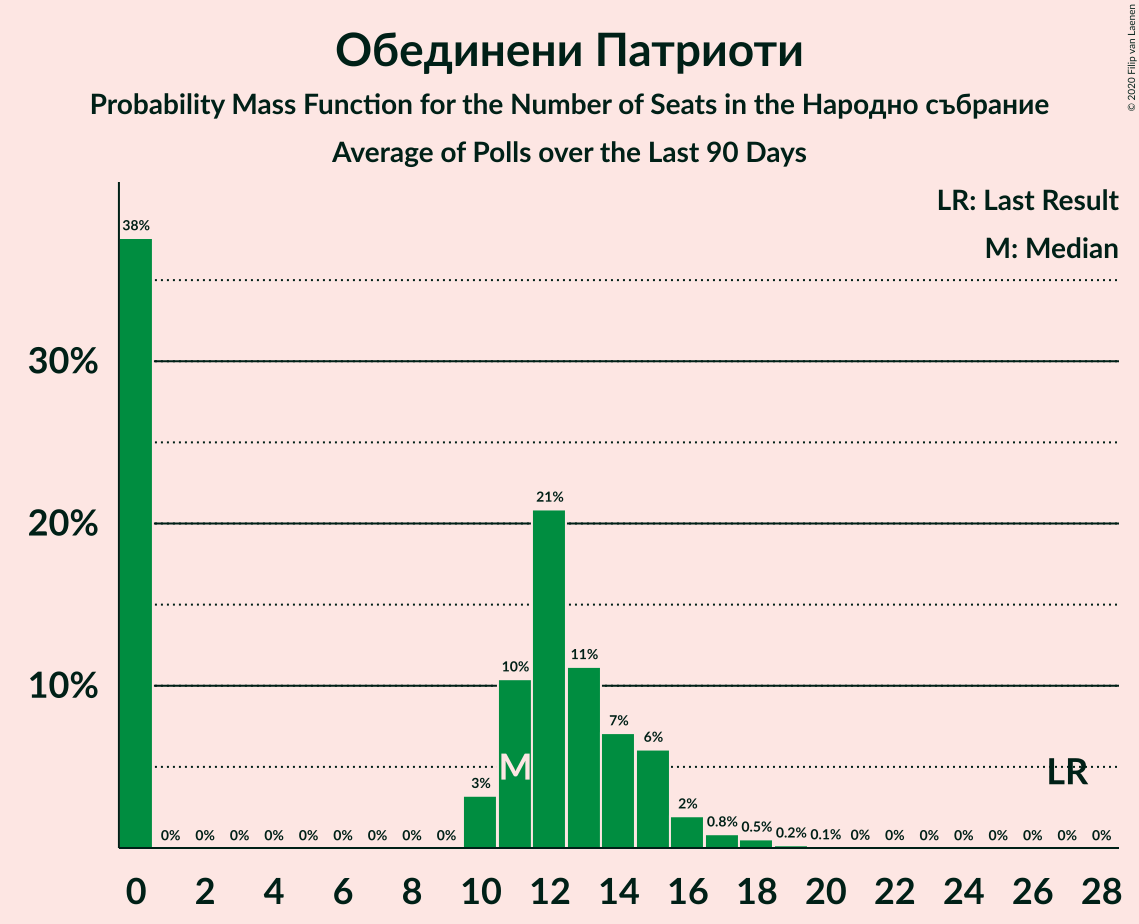 Обединени Патриоти
Probability Mass Function for the Number of Seats in the Народно събрание
Average of Polls over the Last 90 Days
© 2020 Filip van Laenen
LR: Last Result
M: Median
38%
30%
21%
20%
11%
10%
10%
7%
6%
M
LR
3%
2%
0.8%
0.5%
0.2%
0.1%
0% 0% 0% 0% 0% 0% 0% 0% 0% 0% 0% 0% 0% 0% 0% 0% 0%
0 2 4 6 8 10 12 14 16 18 20 22 24 26 28